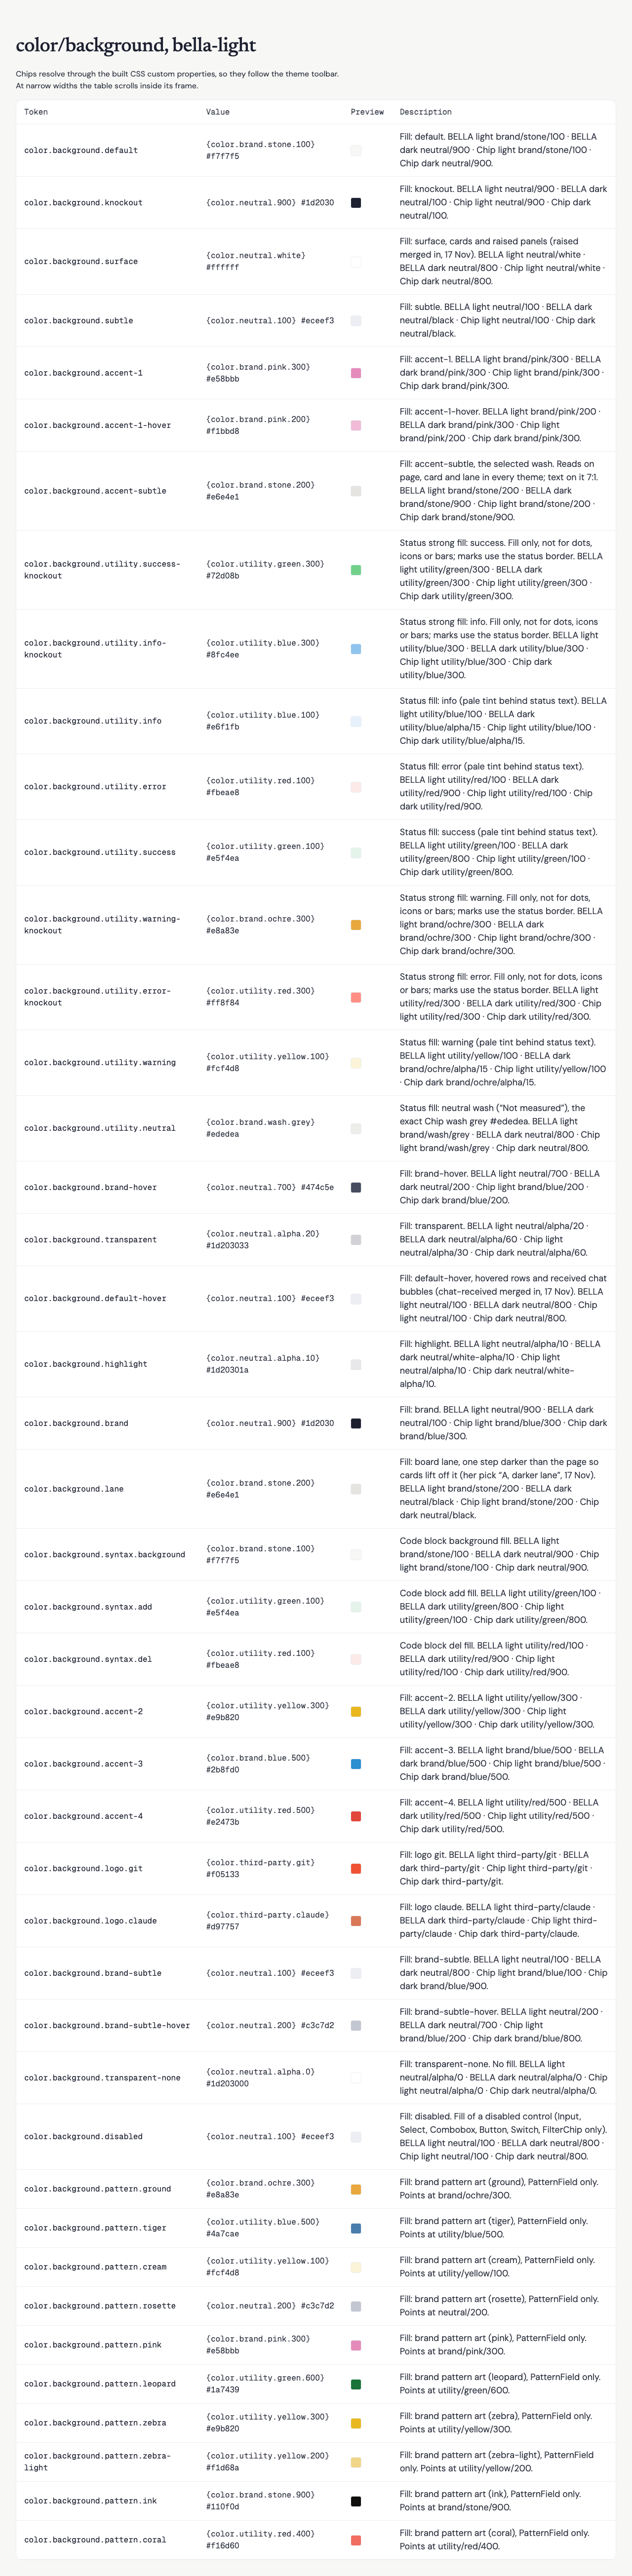 color/background, bella-light
Chips resolve through the built CSS custom properties, so they follow the theme toolbar.
At narrow widths the table scrolls inside its frame.
Token Value Preview Description
color.background.default
{color.brand.stone.100}
#f7f7f5
Fill: default. BELLA light brand/stone/100 · BELLA
dark neutral/900 · Chip light brand/stone/100 ·
Chip dark neutral/900.
color.background.knockout
{color.neutral.900} #1d2030
Fill: knockout. BELLA light neutral/900 · BELLA dark
neutral/100 · Chip light neutral/900 · Chip dark
neutral/100.
color.background.surface
{color.neutral.white}
#ffffff
Fill: surface, cards and raised panels (raised
merged in, 17 Nov). BELLA light neutral/white ·
BELLA dark neutral/800 · Chip light neutral/white ·
Chip dark neutral/800.
color.background.subtle
{color.neutral.100} #eceef3
Fill: subtle. BELLA light neutral/100 · BELLA dark
neutral/black · Chip light neutral/100 · Chip dark
neutral/black.
color.background.accent-1
{color.brand.pink.300}
#e58bbb
Fill: accent-1. BELLA light brand/pink/300 · BELLA
dark brand/pink/300 · Chip light brand/pink/300 ·
Chip dark brand/pink/300.
color.background.accent-1-hover
{color.brand.pink.200}
#f1bbd8
Fill: accent-1-hover. BELLA light brand/pink/200 ·
BELLA dark brand/pink/300 · Chip light
brand/pink/200 · Chip dark brand/pink/300.
color.background.accent-subtle
{color.brand.stone.200}
#e6e4e1
Fill: accent-subtle, the selected wash. Reads on
page, card and lane in every theme; text on it 7:1.
BELLA light brand/stone/200 · BELLA dark
brand/stone/900 · Chip light brand/stone/200 ·
Chip dark brand/stone/900.
color.background.utility.success-
knockout
{color.utility.green.300}
#72d08b
Status strong fill: success. Fill only, not for dots,
icons or bars; marks use the status border. BELLA
light utility/green/300 · BELLA dark
utility/green/300 · Chip light utility/green/300 ·
Chip dark utility/green/300.
color.background.utility.info-
knockout
{color.utility.blue.300}
#8fc4ee
Status strong fill: info. Fill only, not for dots, icons
or bars; marks use the status border. BELLA light
utility/blue/300 · BELLA dark utility/blue/300 ·
Chip light utility/blue/300 · Chip dark
utility/blue/300.
color.background.utility.info
{color.utility.blue.100}
#e6f1fb
Status fill: info (pale tint behind status text). BELLA
light utility/blue/100 · BELLA dark
utility/blue/alpha/15 · Chip light utility/blue/100 ·
Chip dark utility/blue/alpha/15.
color.background.utility.error
{color.utility.red.100}
#fbeae8
Status fill: error (pale tint behind status text).
BELLA light utility/red/100 · BELLA dark
utility/red/900 · Chip light utility/red/100 · Chip
dark utility/red/900.
color.background.utility.success
{color.utility.green.100}
#e5f4ea
Status fill: success (pale tint behind status text).
BELLA light utility/green/100 · BELLA dark
utility/green/800 · Chip light utility/green/100 ·
Chip dark utility/green/800.
color.background.utility.warning-
knockout
{color.brand.ochre.300}
#e8a83e
Status strong fill: warning. Fill only, not for dots,
icons or bars; marks use the status border. BELLA
light brand/ochre/300 · BELLA dark
brand/ochre/300 · Chip light brand/ochre/300 ·
Chip dark brand/ochre/300.
color.background.utility.error-
knockout
{color.utility.red.300}
#ff8f84
Status strong fill: error. Fill only, not for dots, icons
or bars; marks use the status border. BELLA light
utility/red/300 · BELLA dark utility/red/300 · Chip
light utility/red/300 · Chip dark utility/red/300.
color.background.utility.warning
{color.utility.yellow.100}
#fcf4d8
Status fill: warning (pale tint behind status text).
BELLA light utility/yellow/100 · BELLA dark
brand/ochre/alpha/15 · Chip light utility/yellow/100
· Chip dark brand/ochre/alpha/15.
color.background.utility.neutral
{color.brand.wash.grey}
#ededea
Status fill: neutral wash (“Not measured”), the
exact Chip wash grey #ededea. BELLA light
brand/wash/grey · BELLA dark neutral/800 · Chip
light brand/wash/grey · Chip dark neutral/800.
color.background.brand-hover
{color.neutral.700} #474c5e
Fill: brand-hover. BELLA light neutral/700 · BELLA
dark neutral/200 · Chip light brand/blue/200 ·
Chip dark brand/blue/200.
color.background.transparent
{color.neutral.alpha.20}
#1d203033
Fill: transparent. BELLA light neutral/alpha/20 ·
BELLA dark neutral/alpha/60 · Chip light
neutral/alpha/30 · Chip dark neutral/alpha/60.
color.background.default-hover
{color.neutral.100} #eceef3
Fill: default-hover, hovered rows and received chat
bubbles (chat-received merged in, 17 Nov). BELLA
light neutral/100 · BELLA dark neutral/800 · Chip
light neutral/100 · Chip dark neutral/800.
color.background.highlight
{color.neutral.alpha.10}
#1d20301a
Fill: highlight. BELLA light neutral/alpha/10 · BELLA
dark neutral/white-alpha/10 · Chip light
neutral/alpha/10 · Chip dark neutral/white-
alpha/10.
color.background.brand
{color.neutral.900} #1d2030
Fill: brand. BELLA light neutral/900 · BELLA dark
neutral/100 · Chip light brand/blue/300 · Chip dark
brand/blue/300.
color.background.lane
{color.brand.stone.200}
#e6e4e1
Fill: board lane, one step darker than the page so
cards lift off it (her pick “A, darker lane”, 17 Nov).
BELLA light brand/stone/200 · BELLA dark
neutral/black · Chip light brand/stone/200 · Chip
dark neutral/black.
color.background.syntax.background
{color.brand.stone.100}
#f7f7f5
Code block background fill. BELLA light
brand/stone/100 · BELLA dark neutral/900 · Chip
light brand/stone/100 · Chip dark neutral/900.
color.background.syntax.add
{color.utility.green.100}
#e5f4ea
Code block add fill. BELLA light utility/green/100 ·
BELLA dark utility/green/800 · Chip light
utility/green/100 · Chip dark utility/green/800.
color.background.syntax.del
{color.utility.red.100}
#fbeae8
Code block del fill. BELLA light utility/red/100 ·
BELLA dark utility/red/900 · Chip light
utility/red/100 · Chip dark utility/red/900.
color.background.accent-2
{color.utility.yellow.300}
#e9b820
Fill: accent-2. BELLA light utility/yellow/300 ·
BELLA dark utility/yellow/300 · Chip light
utility/yellow/300 · Chip dark utility/yellow/300.
color.background.accent-3
{color.brand.blue.500}
#2b8fd0
Fill: accent-3. BELLA light brand/blue/500 · BELLA
dark brand/blue/500 · Chip light brand/blue/500 ·
Chip dark brand/blue/500.
color.background.accent-4
{color.utility.red.500}
#e2473b
Fill: accent-4. BELLA light utility/red/500 · BELLA
dark utility/red/500 · Chip light utility/red/500 ·
Chip dark utility/red/500.
color.background.logo.git
{color.third-party.git}
#f05133
Fill: logo git. BELLA light third-party/git · BELLA
dark third-party/git · Chip light third-party/git ·
Chip dark third-party/git.
color.background.logo.claude
{color.third-party.claude}
#d97757
Fill: logo claude. BELLA light third-party/claude ·
BELLA dark third-party/claude · Chip light third-
party/claude · Chip dark third-party/claude.
color.background.brand-subtle
{color.neutral.100} #eceef3
Fill: brand-subtle. BELLA light neutral/100 · BELLA
dark neutral/800 · Chip light brand/blue/100 · Chip
dark brand/blue/900.
color.background.brand-subtle-hover
{color.neutral.200} #c3c7d2
Fill: brand-subtle-hover. BELLA light neutral/200 ·
BELLA dark neutral/700 · Chip light
brand/blue/200 · Chip dark brand/blue/800.
color.background.transparent-none
{color.neutral.alpha.0}
#1d203000
Fill: transparent-none. No fill. BELLA light
neutral/alpha/0 · BELLA dark neutral/alpha/0 · Chip
light neutral/alpha/0 · Chip dark neutral/alpha/0.
color.background.disabled
{color.neutral.100} #eceef3
Fill: disabled. Fill of a disabled control (Input,
Select, Combobox, Button, Switch, FilterChip only).
BELLA light neutral/100 · BELLA dark neutral/800 ·
Chip light neutral/100 · Chip dark neutral/800.
color.background.pattern.ground
{color.brand.ochre.300}
#e8a83e
Fill: brand pattern art (ground), PatternField only.
Points at brand/ochre/300.
color.background.pattern.tiger
{color.utility.blue.500}
#4a7cae
Fill: brand pattern art (tiger), PatternField only.
Points at utility/blue/500.
color.background.pattern.cream
{color.utility.yellow.100}
#fcf4d8
Fill: brand pattern art (cream), PatternField only.
Points at utility/yellow/100.
color.background.pattern.rosette
{color.neutral.200} #c3c7d2
Fill: brand pattern art (rosette), PatternField only.
Points at neutral/200.
color.background.pattern.pink
{color.brand.pink.300}
#e58bbb
Fill: brand pattern art (pink), PatternField only.
Points at brand/pink/300.
color.background.pattern.leopard
{color.utility.green.600}
#1a7439
Fill: brand pattern art (leopard), PatternField only.
Points at utility/green/600.
color.background.pattern.zebra
{color.utility.yellow.300}
#e9b820
Fill: brand pattern art (zebra), PatternField only.
Points at utility/yellow/300.
color.background.pattern.zebra-
light
{color.utility.yellow.200}
#f1d68a
Fill: brand pattern art (zebra-light), PatternField
only. Points at utility/yellow/200.
color.background.pattern.ink
{color.brand.stone.900}
#110f0d
Fill: brand pattern art (ink), PatternField only.
Points at brand/stone/900.
color.background.pattern.coral
{color.utility.red.400}
#f16d60
Fill: brand pattern art (coral), PatternField only.
Points at utility/red/400.